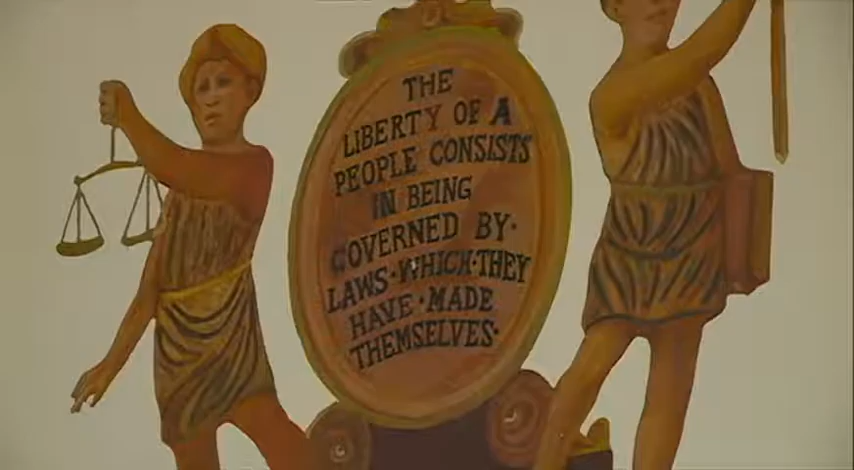 THE
LIBERTY OF A
PEOPLE CONSISTS
IN BEING
GOVERNED BY·
LAWS·WHICH·THEY
HAVE·MADE
THEMSELVES·